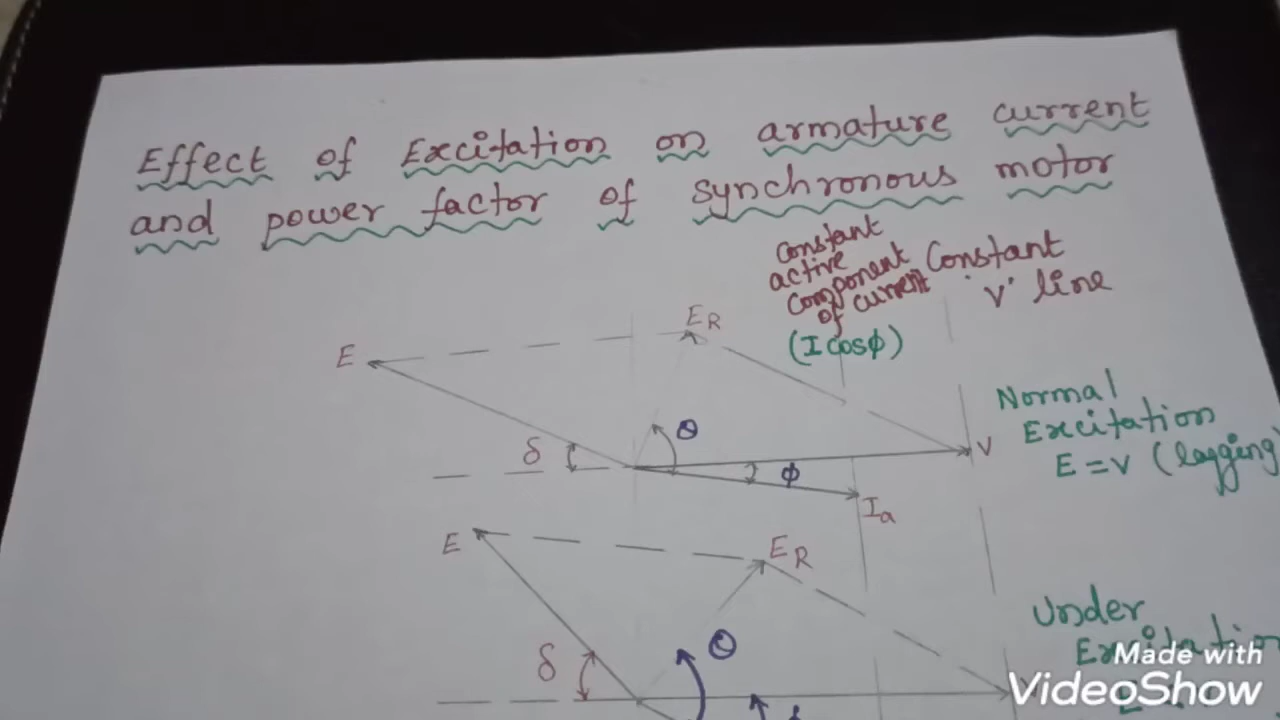 Effect of Excitation on armature current
and power factor of synchronous motor
constant
active
component
of current
(I cosϕ)
Constant
'V' line
E
E_R
Normal
Excitation
E = V (lagging)
δ
θ
V
ϕ
I_a
E
E_R
Under
Excitation
δ
θ
Made with
VideoShow